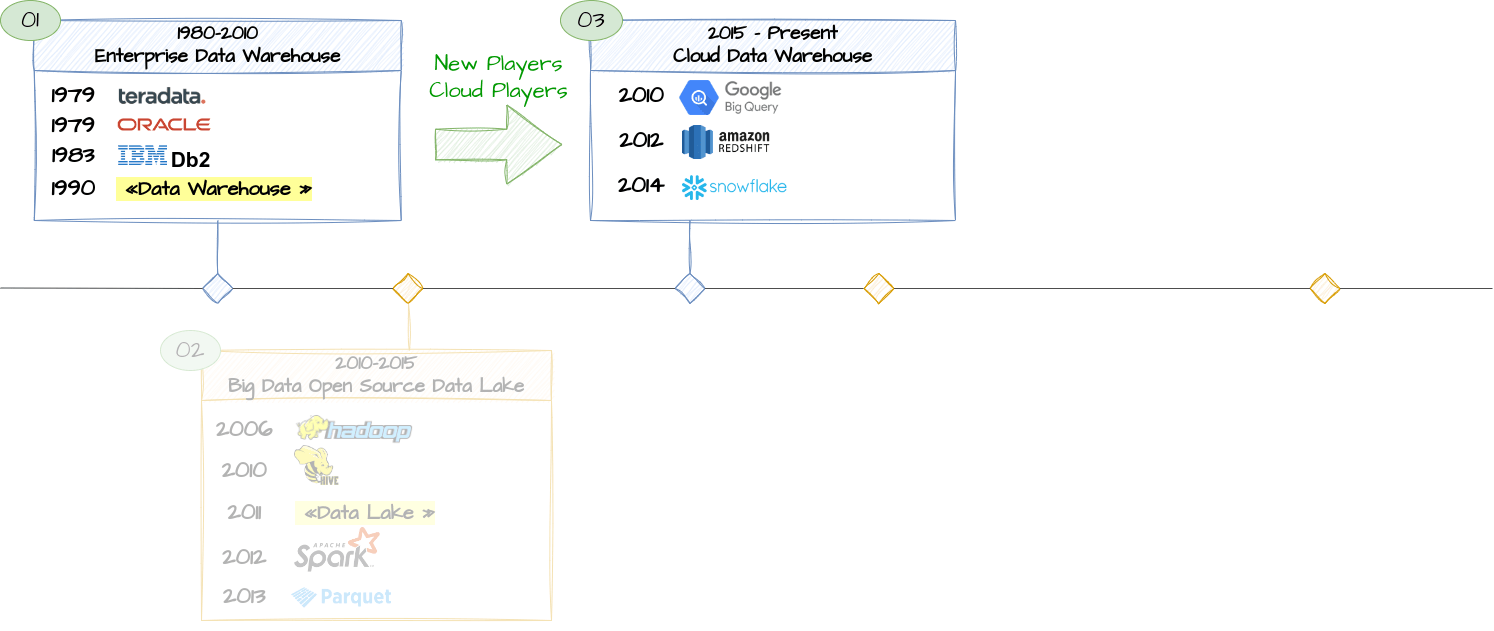 01
1980-2010
Enterprise Data Warehouse
1979 teradata.
1979 ORACLE
1983 IBM Db2
1990 «Data Warehouse »
New Players
Cloud Players
03
2015 - Present
Cloud Data Warehouse
2010 Google Big Query
2012 amazon REDSHIFT
2014 snowflake
02
2010-2015
Big Data Open Source Data Lake
2006 hadoop
2010 HIVE
2011 «Data Lake »
2012 APACHE Spark
2013 Parquet